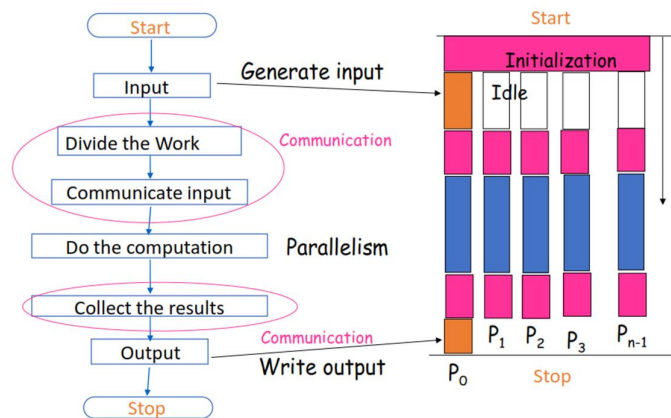 Start
Input
Divide the Work
Communicate input
Do the computation
Collect the results
Output
Stop
Generate input
Communication
Parallelism
Communication
Write output
Start
Initialization
Idle
P0
P1
P2
P3
Pn-1
Stop